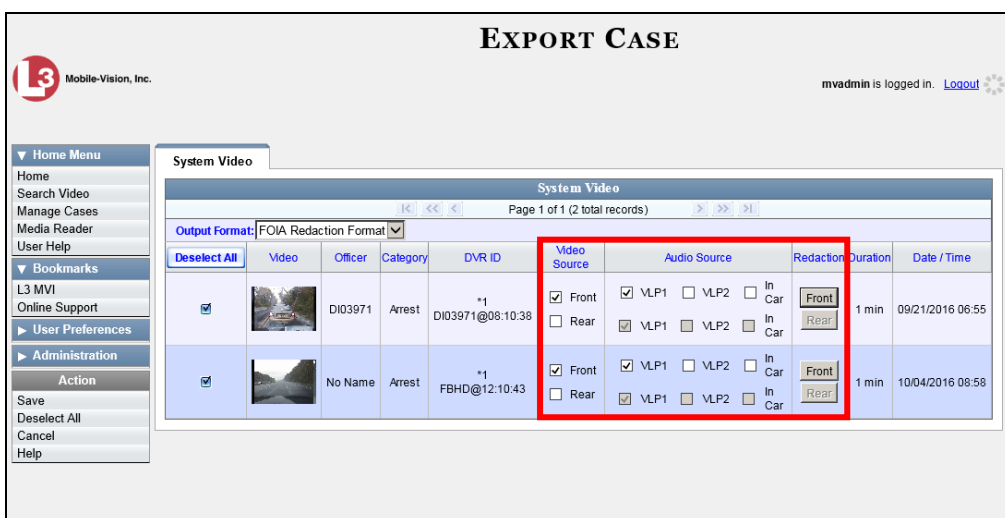 EXPORT CASE
L3 Mobile-Vision, Inc.
mvadmin is logged in. Logout
▼ Home Menu
Home
Search Video
Manage Cases
Media Reader
User Help
▼ Bookmarks
L3 MVI
Online Support
▶ User Preferences
▶ Administration
Action
Save
Deselect All
Cancel
Help
System Video
System Video
|< << < Page 1 of 1 (2 total records) > >> >|
Output Format: FOIA Redaction Format
Deselect All Video Officer Category DVR ID Video Source Audio Source Redaction Duration Date / Time
DI03971 Arrest *1 DI03971@08:10:38 Front VLP1 VLP2 In Car Front 1 min 09/21/2016 06:55
Rear VLP1 VLP2 In Car Rear
No Name Arrest *1 FBHD@12:10:43 Front VLP1 VLP2 In Car Front 1 min 10/04/2016 08:58
Rear VLP1 VLP2 In Car Rear